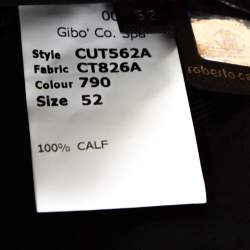 Gibo' Co. Spa
Style CUT562A
Fabric CT826A
Colour 790
Size 52
100% CALF
roberto ca